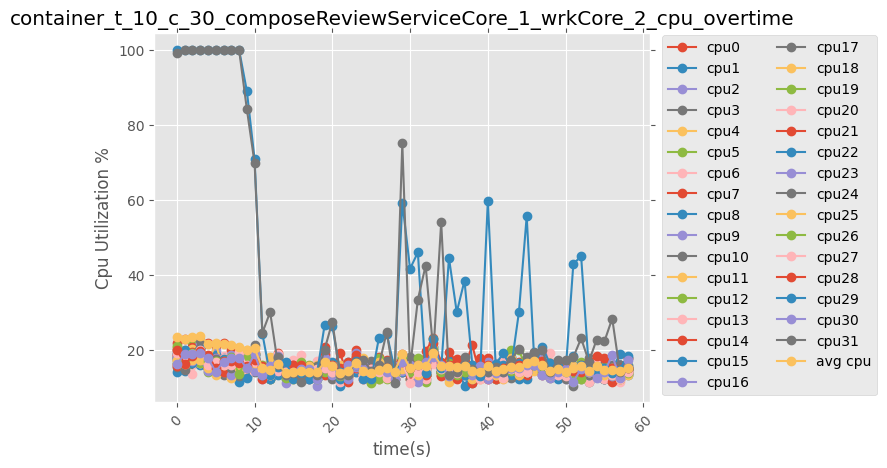 container_t_10_c_30_composeReviewServiceCore_1_wrkCore_2_cpu_overtime
Cpu Utilization %
100
80
60
40
20
0
10
20
30
40
50
60
time(s)
cpu0
cpu1
cpu2
cpu3
cpu4
cpu5
cpu6
cpu7
cpu8
cpu9
cpu10
cpu11
cpu12
cpu13
cpu14
cpu15
cpu16
cpu17
cpu18
cpu19
cpu20
cpu21
cpu22
cpu23
cpu24
cpu25
cpu26
cpu27
cpu28
cpu29
cpu30
cpu31
avg cpu